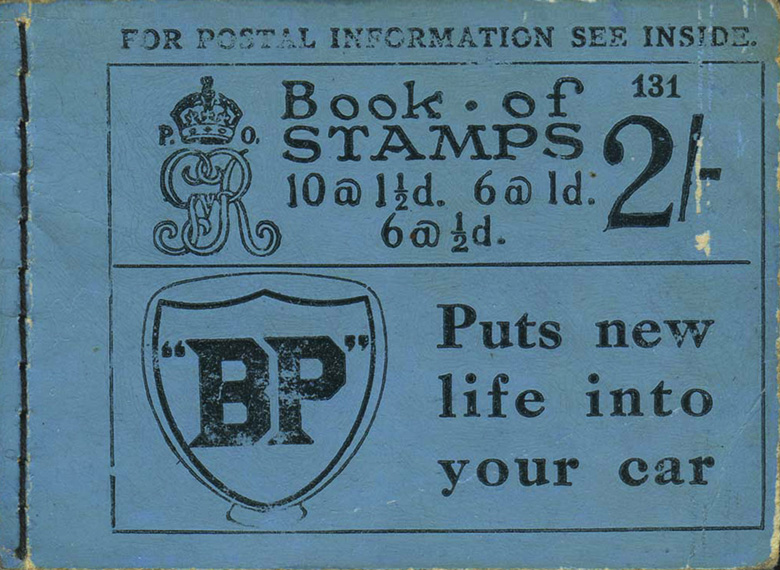 FOR POSTAL INFORMATION SEE INSIDE.
131
Book · of
STAMPS
2/-
P. O.
GvR
10@1½d. 6@1d.
6@½d.
"BP"
Puts new
life into
your car